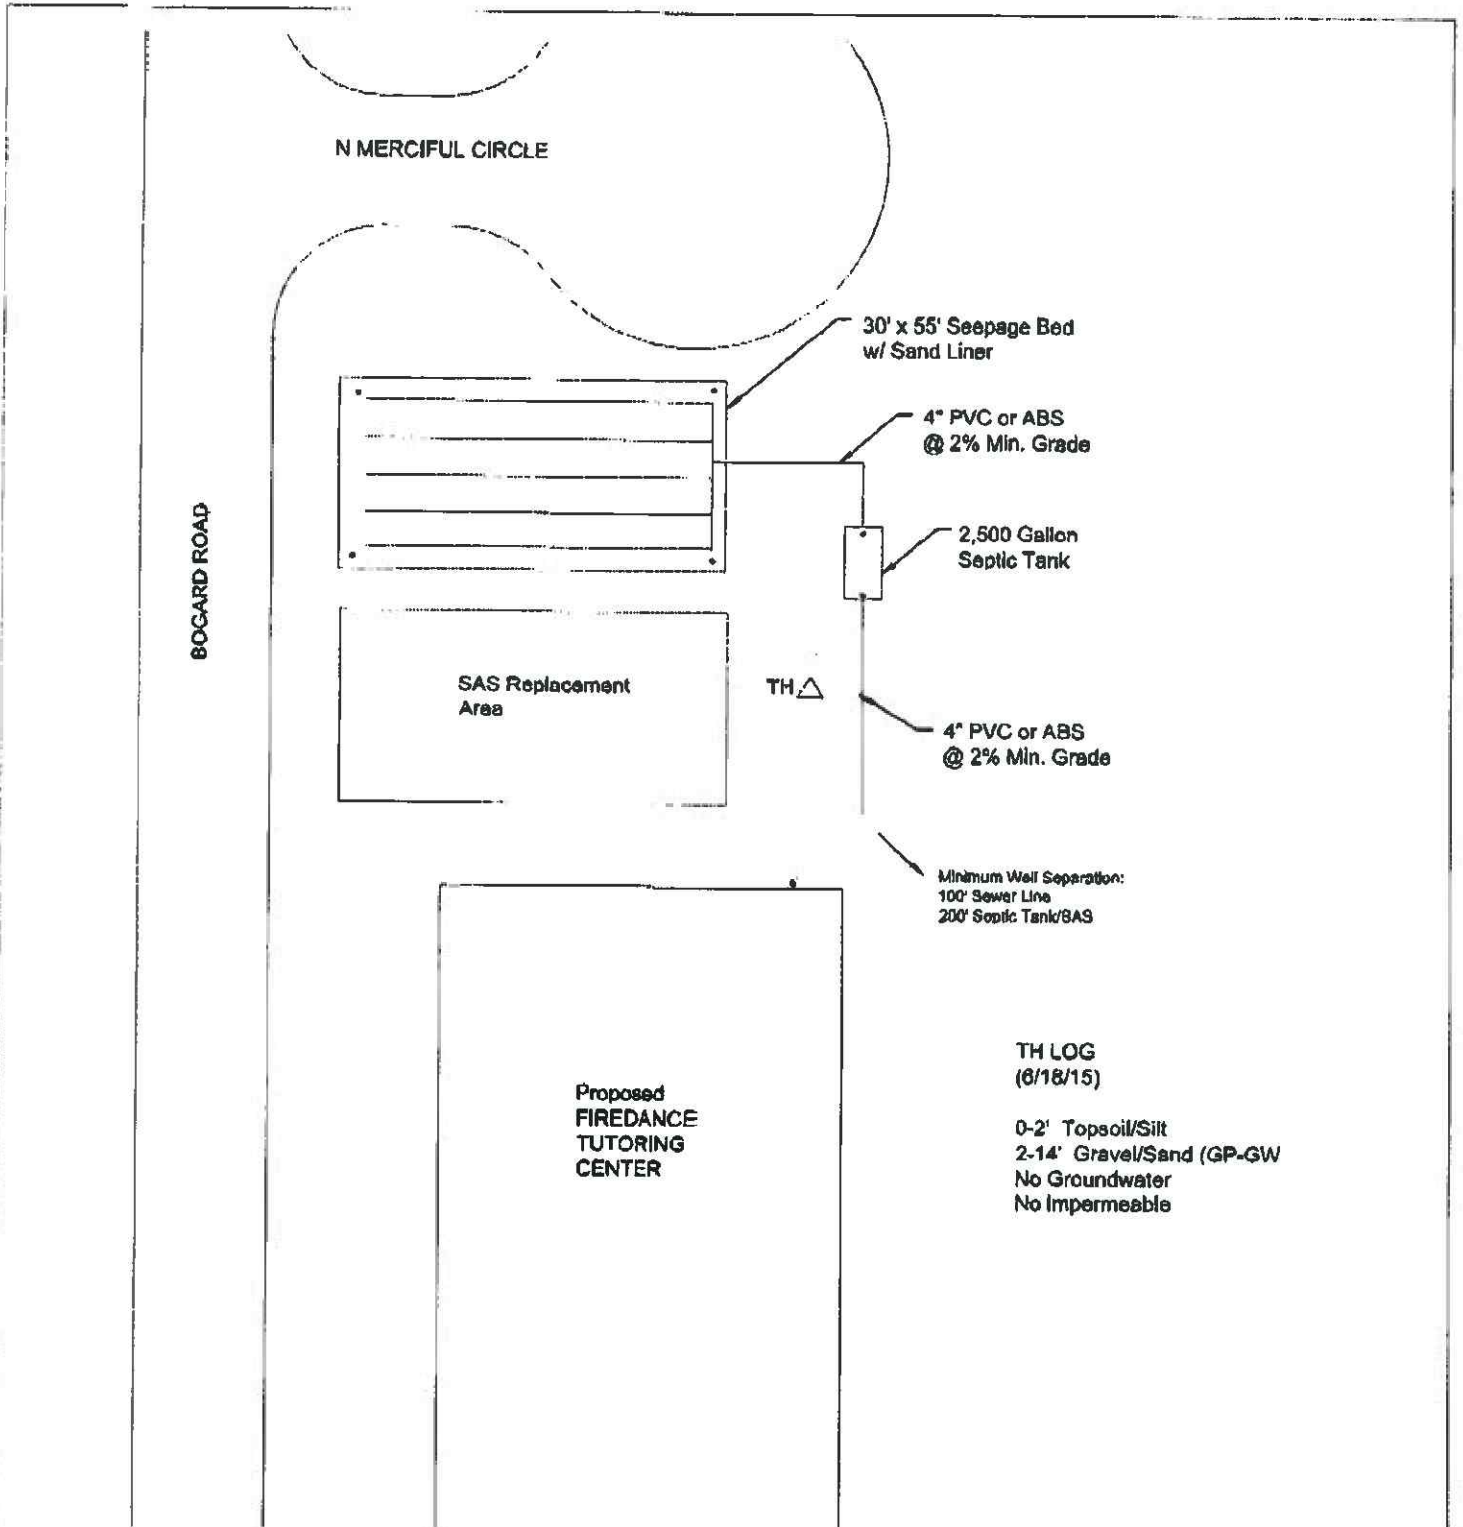 N MERCIFUL CIRCLE
30' x 55' Seepage Bed
w/ Sand Liner
4" PVC or ABS
@ 2% Min. Grade
BOGARD ROAD
2,500 Gallon
Septic Tank
SAS Replacement
Area
TH
4" PVC or ABS
@ 2% Min. Grade
Minimum Well Separation:
100' Sewer Line
200' Septic Tank/SAS
TH LOG
(6/18/15)
0-2' Topsoil/Silt
2-14' Gravel/Sand (GP-GW
No Groundwater
No Impermeable
Proposed
FIREDANCE
TUTORING
CENTER